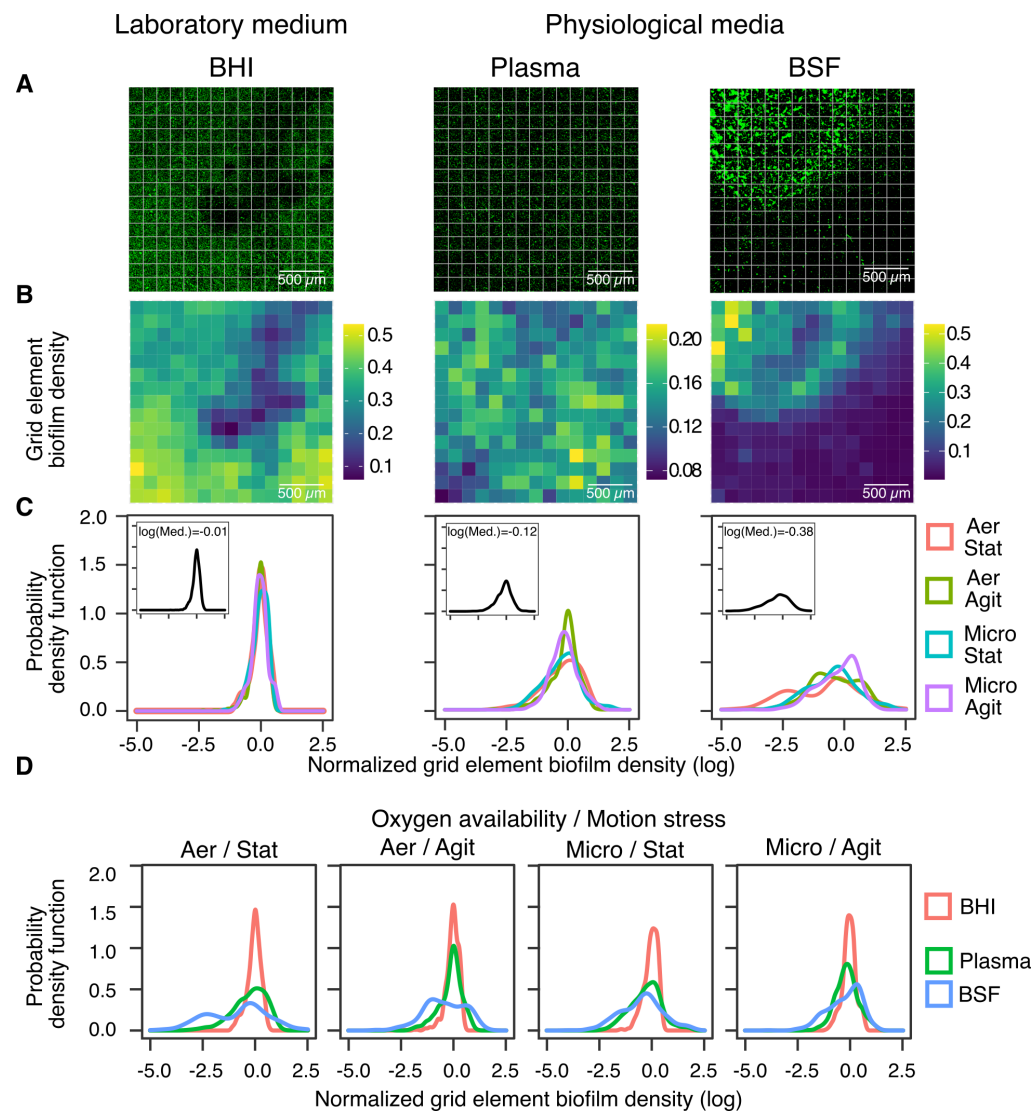 Laboratory medium
Physiological media
BHI
Plasma
BSF
A
500 µm
500 µm
500 µm
B
Grid element
biofilm density
0.5
0.4
0.3
0.2
0.1
500 µm
0.20
0.16
0.12
0.08
500 µm
0.5
0.4
0.3
0.2
0.1
500 µm
C
Probability
density function
2.0
1.5
1.0
0.5
0.0
log(Med.)=-0.01
log(Med.)=-0.12
log(Med.)=-0.38
-5.0
-2.5
0.0
2.5
-5.0
-2.5
0.0
2.5
-5.0
-2.5
0.0
2.5
Normalized grid element biofilm density (log)
Aer
Stat
Aer
Agit
Micro
Stat
Micro
Agit
D
Oxygen availability / Motion stress
Aer / Stat
Aer / Agit
Micro / Stat
Micro / Agit
Probability
density function
2.0
1.5
1.0
0.5
0.0
-5.0
-2.5
0.0
2.5
-5.0
-2.5
0.0
2.5
-5.0
-2.5
0.0
2.5
-5.0
-2.5
0.0
2.5
Normalized grid element biofilm density (log)
BHI
Plasma
BSF